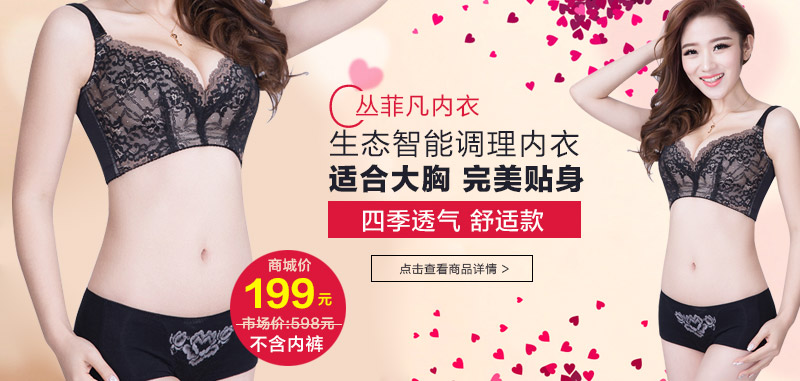 丛菲凡内衣
生态智能调理内衣
适合大胸 完美贴身
四季透气 舒适款
点击查看商品详情 >
商城价
199元
市场价:598元
不含内裤